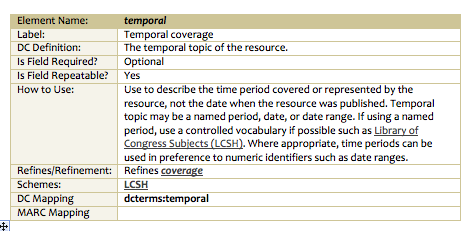 Element Name: temporal
Label: Temporal coverage
DC Definition: The temporal topic of the resource.
Is Field Required? Optional
Is Field Repeatable? Yes
How to Use: Use to describe the time period covered or represented by the
resource, not the date when the resource was published. Temporal
topic may be a named period, date, or date range. If using a named
period, use a controlled vocabulary if possible such as Library of
Congress Subjects (LCSH). Where appropriate, time periods can be
used in preference to numeric identifiers such as date ranges.
Refines/Refinement: Refines coverage
Schemes: LCSH
DC Mapping dcterms:temporal
MARC Mapping